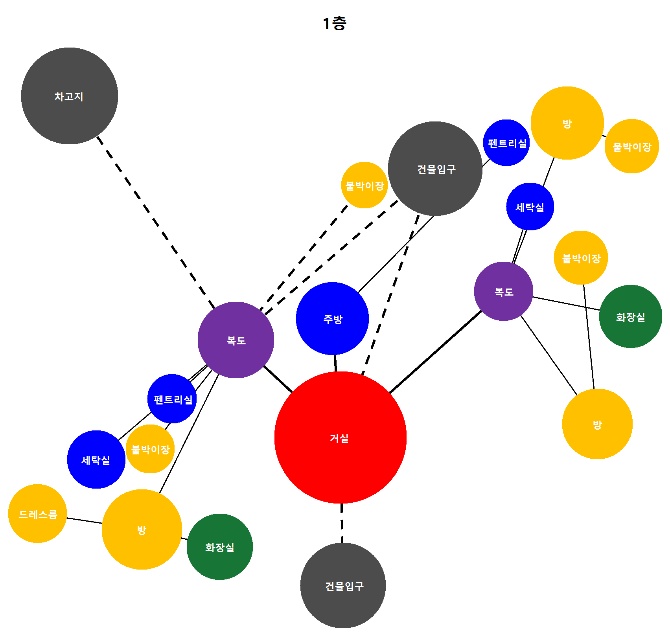 1층
차고지
펜트리실
방
붙박이장
건물입구
붙박이장
세탁실
붙박이장
복도
화장실
주방
복도
펜트리실
방
거실
붙박이장
세탁실
드레스룸
방
화장실
건물입구